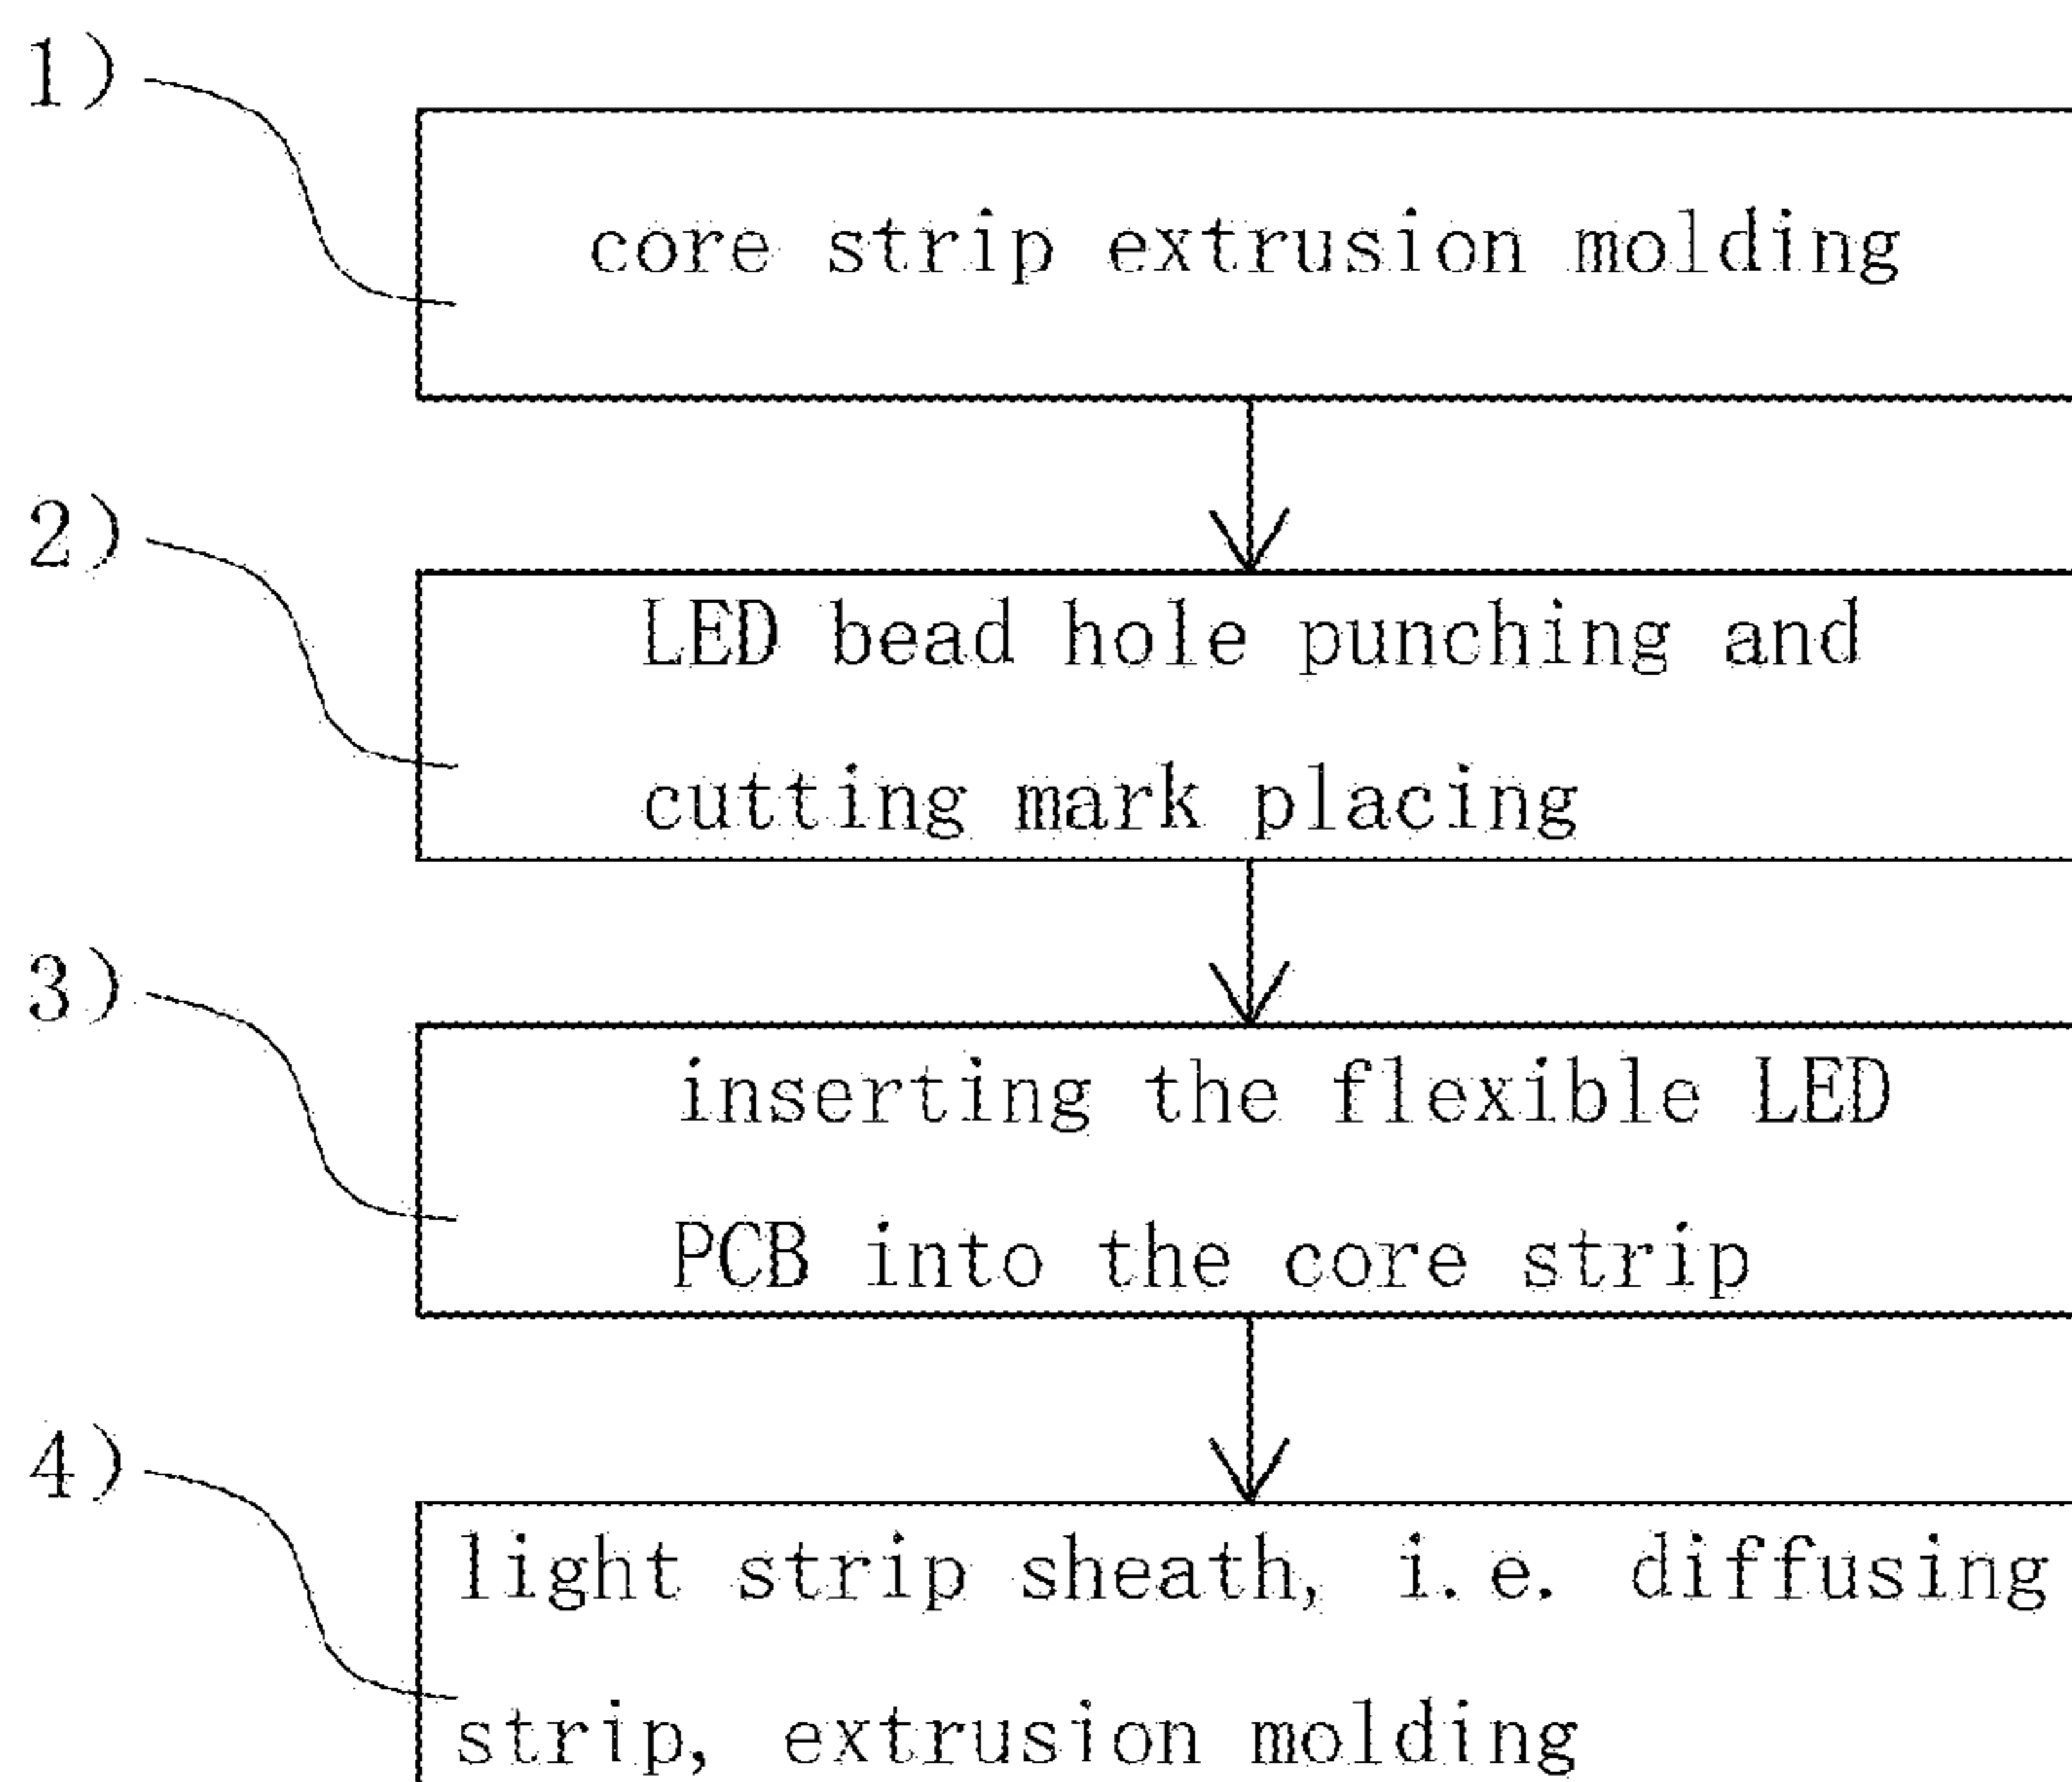 1)
core strip extrusion molding
2)
LED bead hole punching and
cutting mark placing
3)
inserting the flexible LED
PCB into the core strip
4)
light strip sheath, i.e. diffusing
strip, extrusion molding